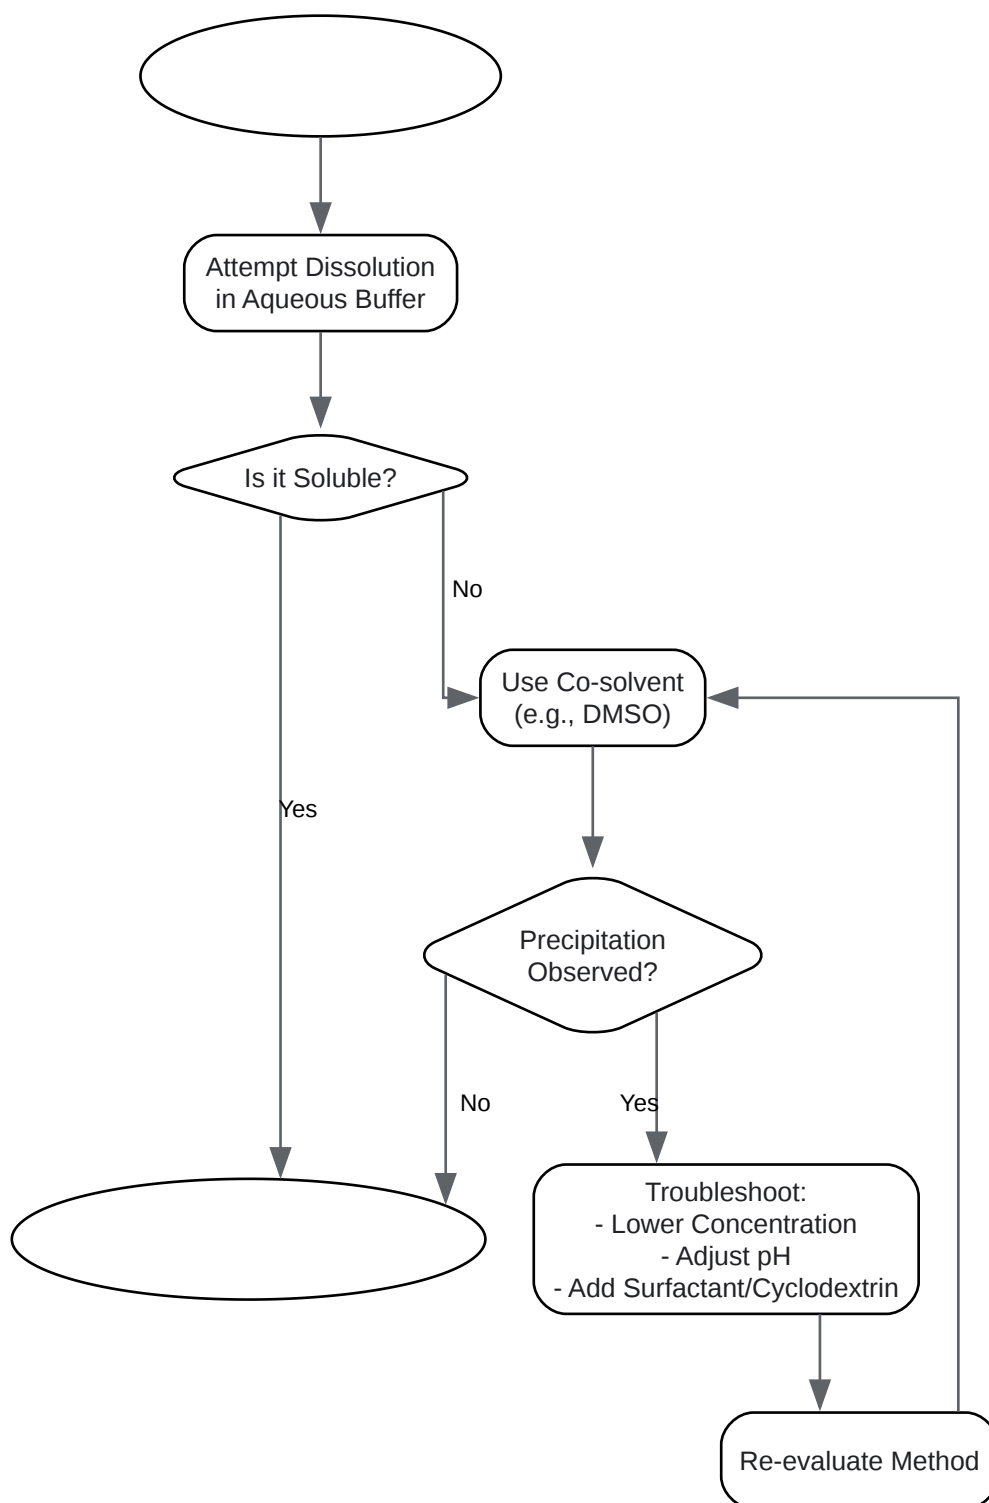 Attempt Dissolution
in Aqueous Buffer
Is it Soluble?
No
Use Co-solvent
(e.g., DMSO)
Yes
Precipitation
Observed?
No
Yes
Troubleshoot:
- Lower Concentration
- Adjust pH
- Add Surfactant/Cyclodextrin
Re-evaluate Method